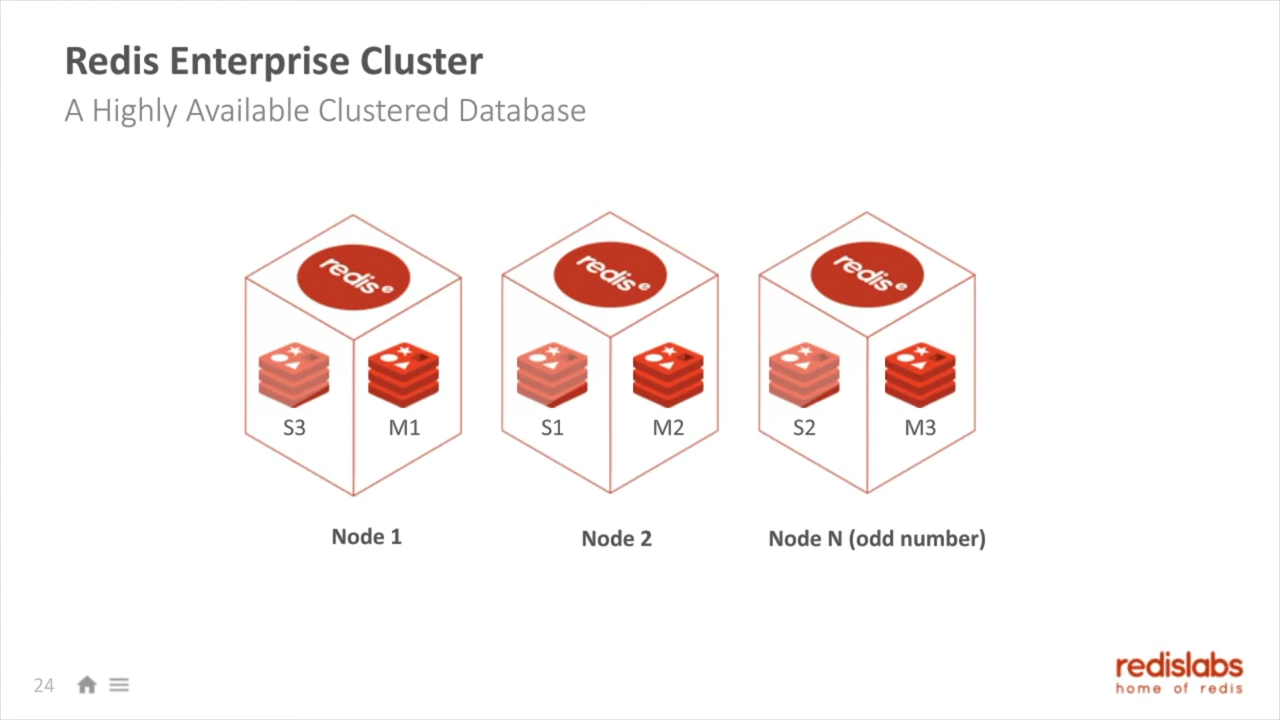 Redis Enterprise Cluster
A Highly Available Clustered Database
redis e
redis e
redis e
S3
M1
S1
M2
S2
M3
Node 1
Node 2
Node N (odd number)
24
redislabs
home of redis